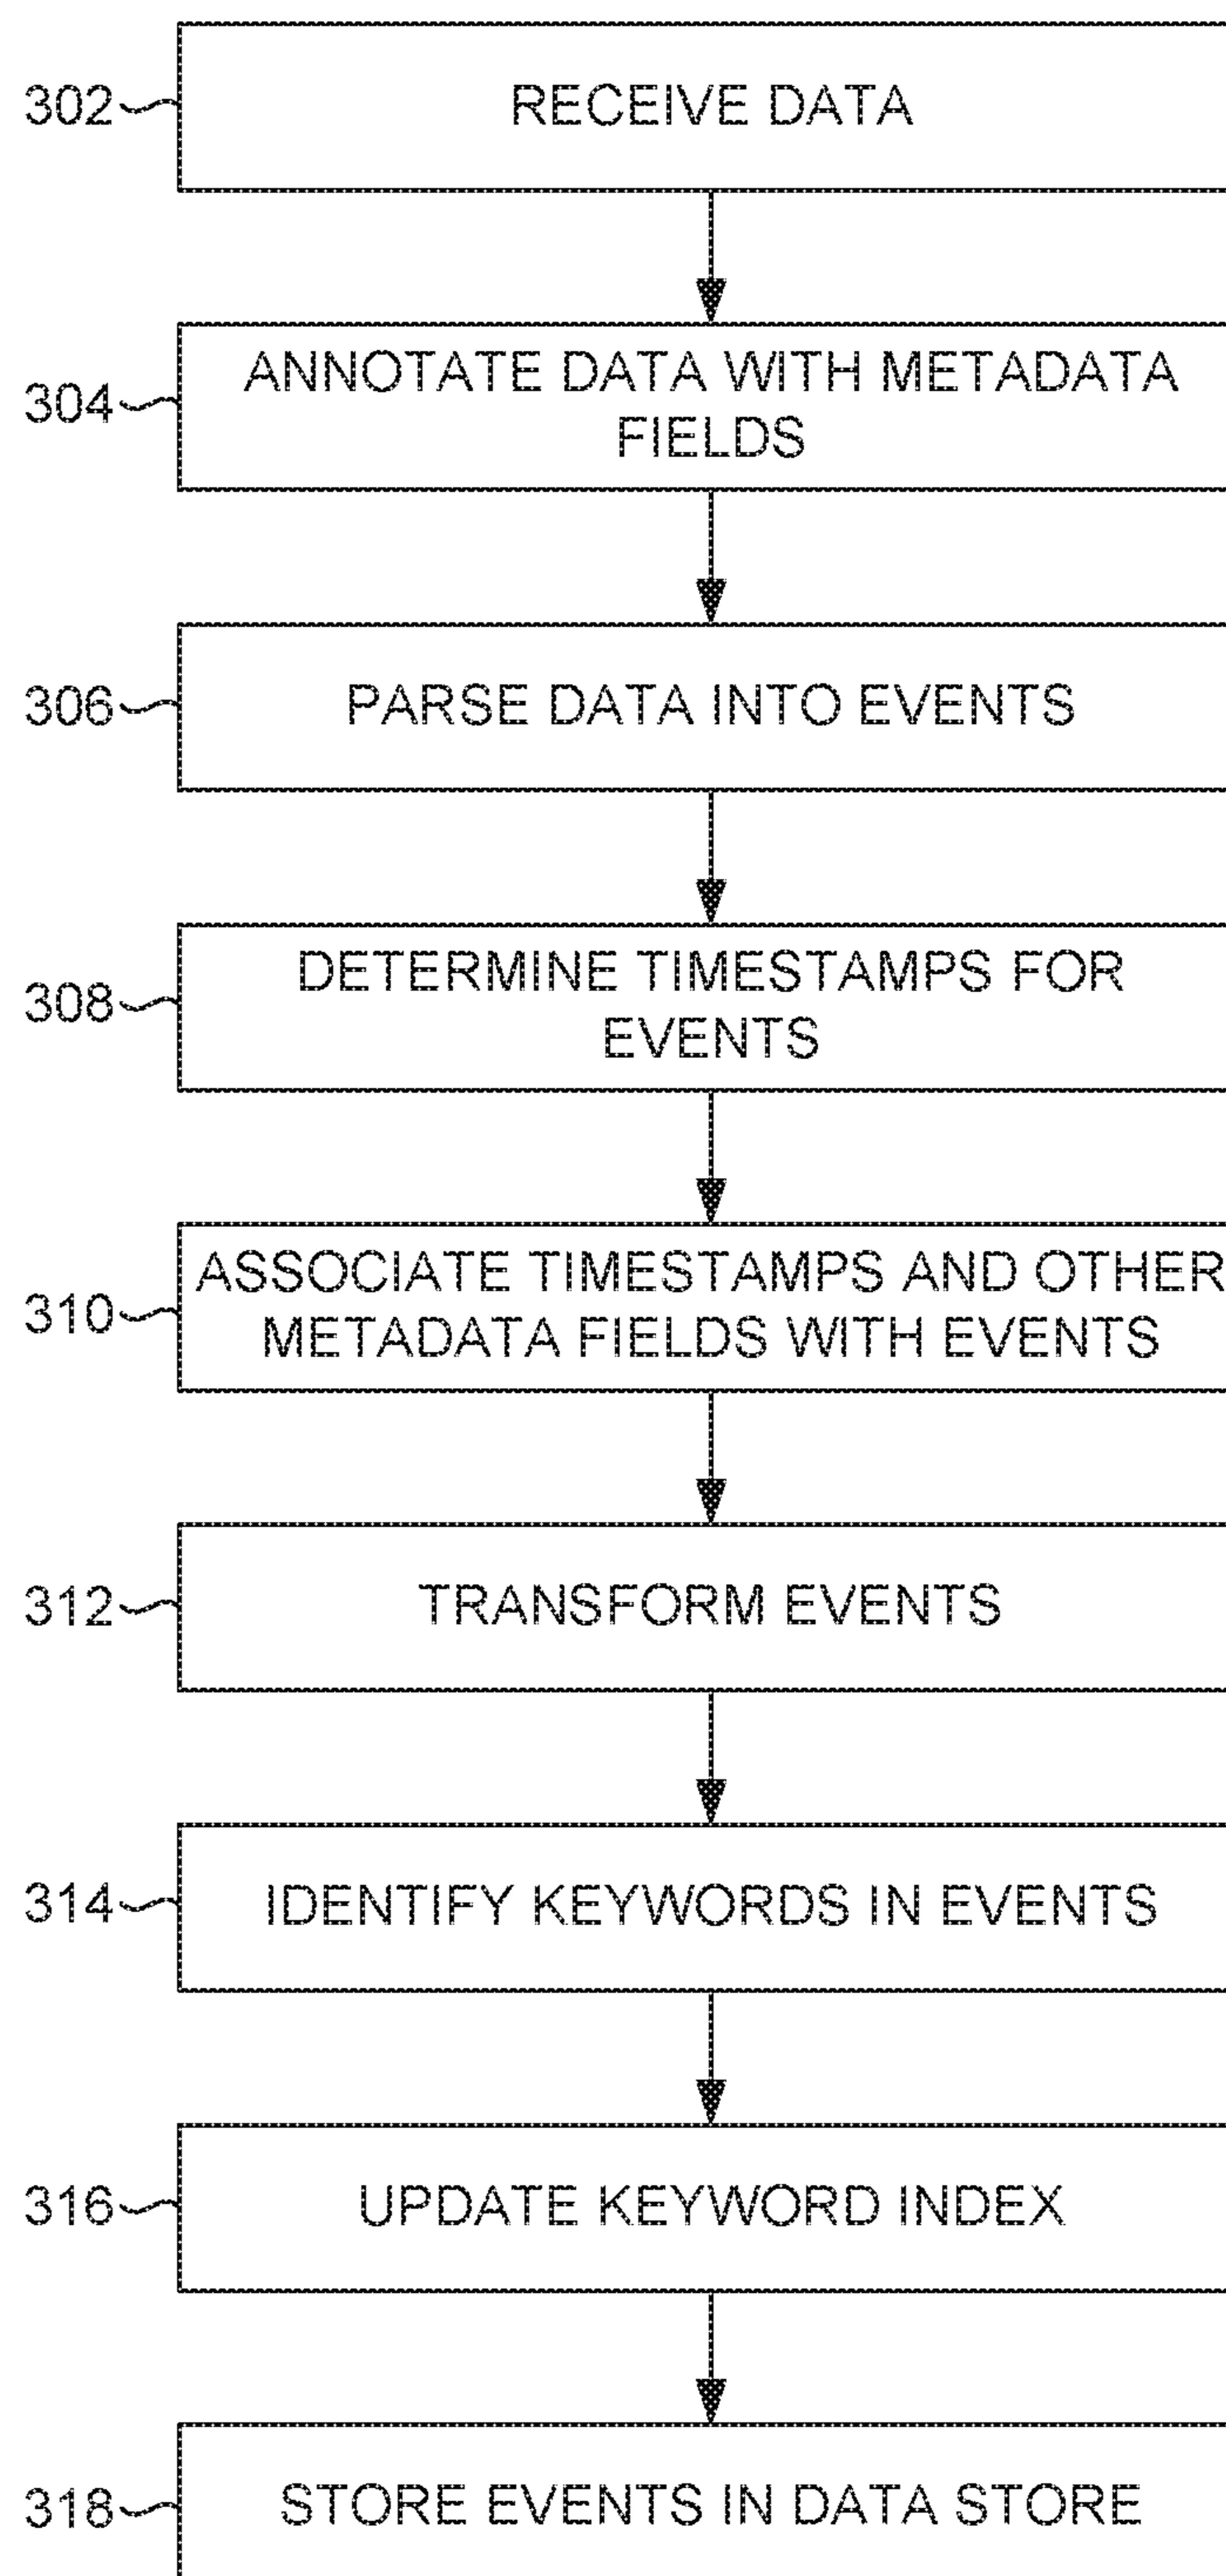 302
RECEIVE DATA
304
ANNOTATE DATA WITH METADATA
FIELDS
306
PARSE DATA INTO EVENTS
308
DETERMINE TIMESTAMPS FOR
EVENTS
310
ASSOCIATE TIMESTAMPS AND OTHER
METADATA FIELDS WITH EVENTS
312
TRANSFORM EVENTS
314
IDENTIFY KEYWORDS IN EVENTS
316
UPDATE KEYWORD INDEX
318
STORE EVENTS IN DATA STORE